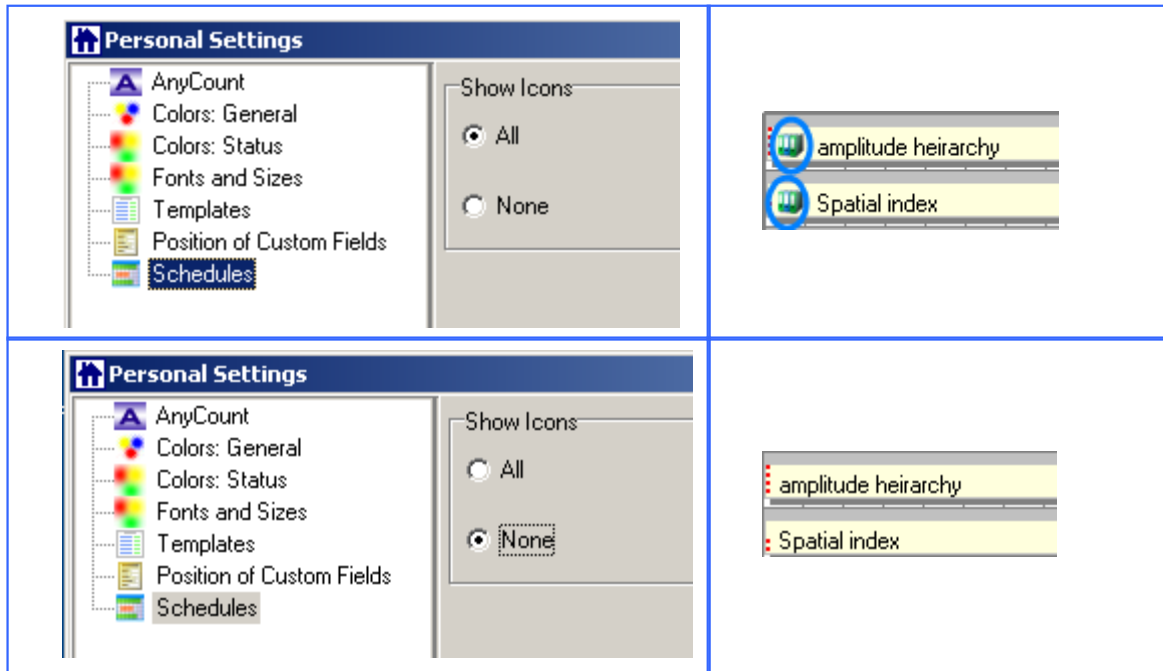 Personal Settings
AnyCount
Colors: General
Colors: Status
Fonts and Sizes
Templates
Position of Custom Fields
Schedules
Show Icons
All
None
amplitude heirarchy
Spatial index
Personal Settings
AnyCount
Colors: General
Colors: Status
Fonts and Sizes
Templates
Position of Custom Fields
Schedules
Show Icons
All
None
amplitude heirarchy
Spatial index